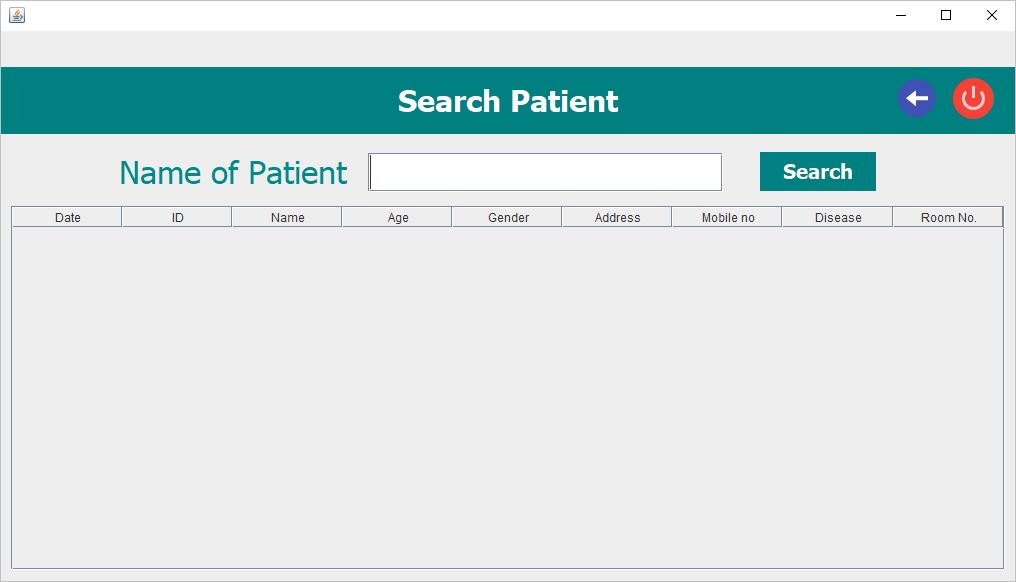 Search Patient
Name of Patient Search
Date ID Name Age Gender Address Mobile no Disease Room No.